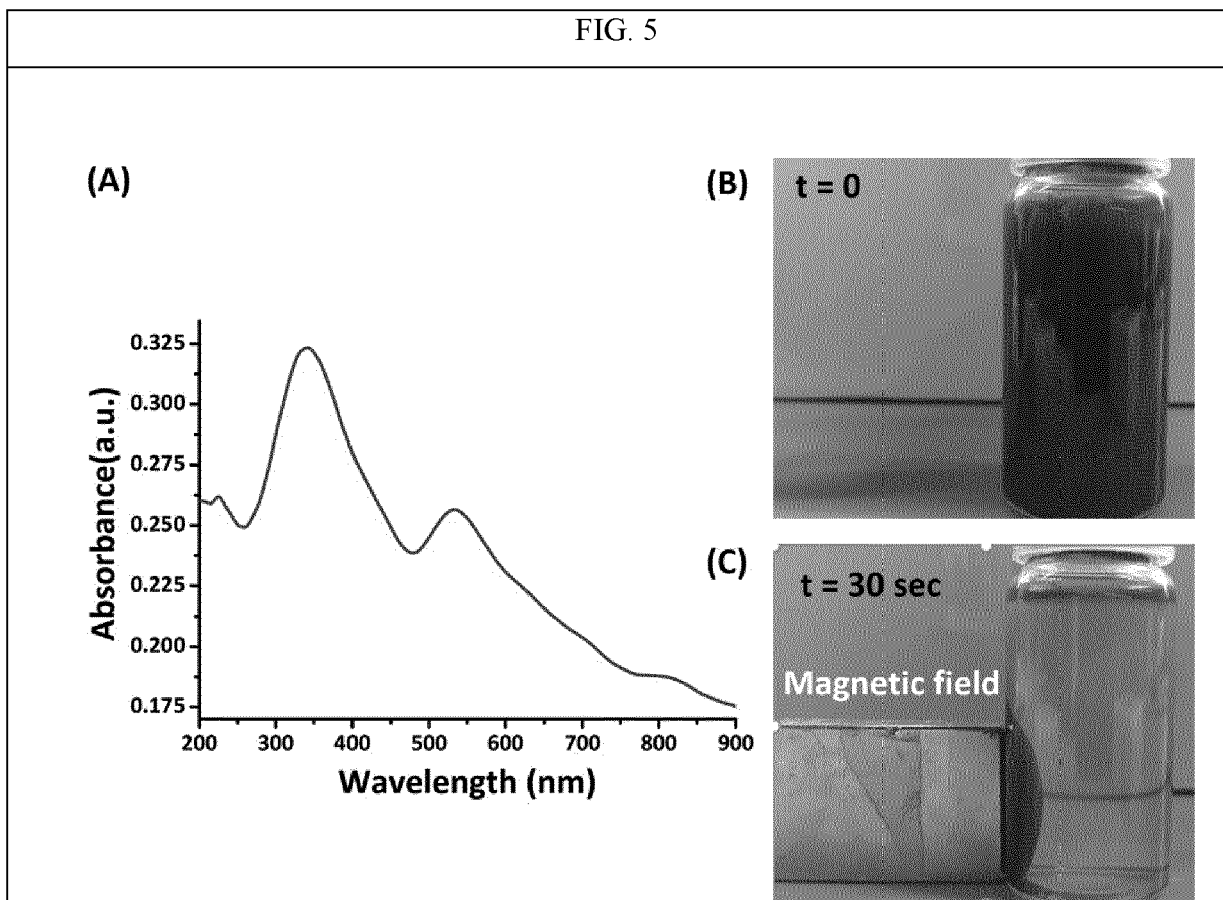 FIG. 5
(A)
Absorbance(a.u.)
0.325
0.300
0.275
0.250
0.225
0.200
0.175
200 300 400 500 600 700 800 900
Wavelength (nm)
(B)
t = 0
(C)
t = 30 sec
Magnetic field